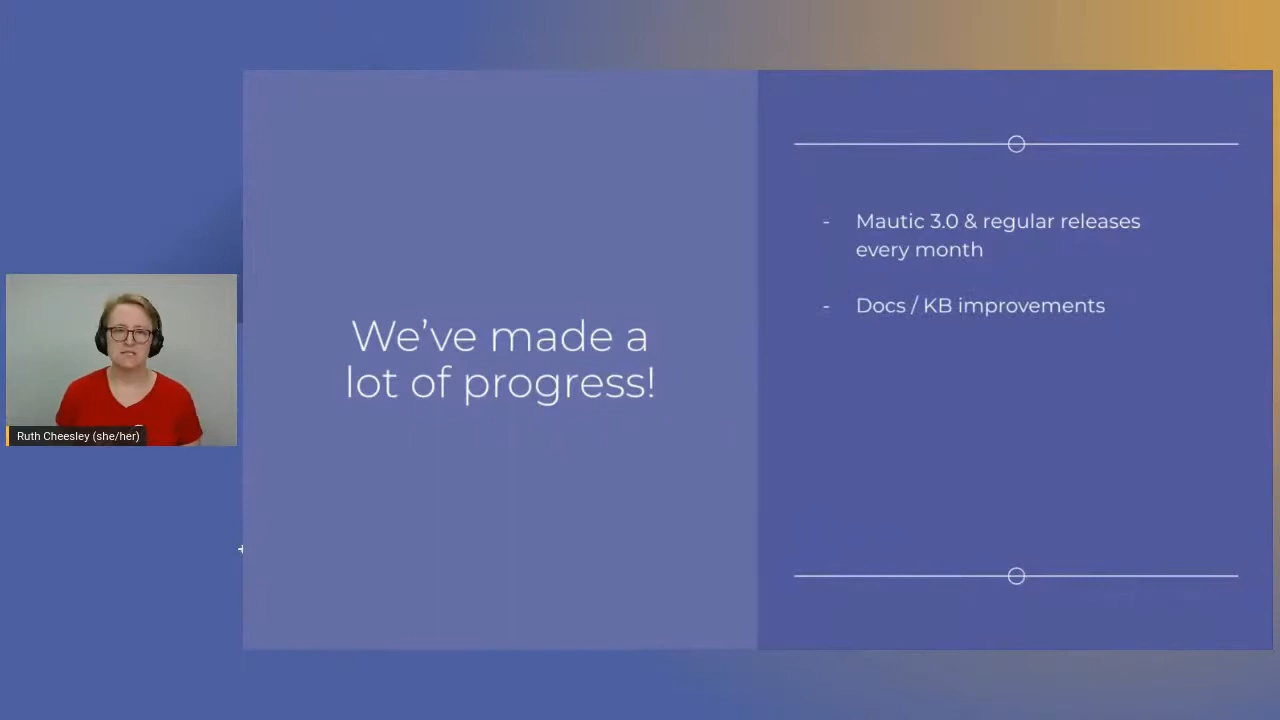 We've made a
lot of progress!
- Mautic 3.0 & regular releases
every month
- Docs / KB improvements
Ruth Cheesley (she/her)